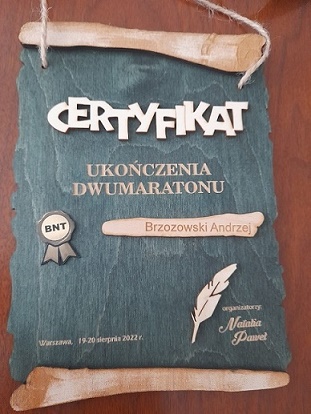 CERTYFIKAT
UKOŃCZENIA
DWUMARATONU
BNT
Brzozowski Andrzej
organizatorzy:
Natalia
Paweł
Warszawa, 19-20 sierpnia 2022 r.